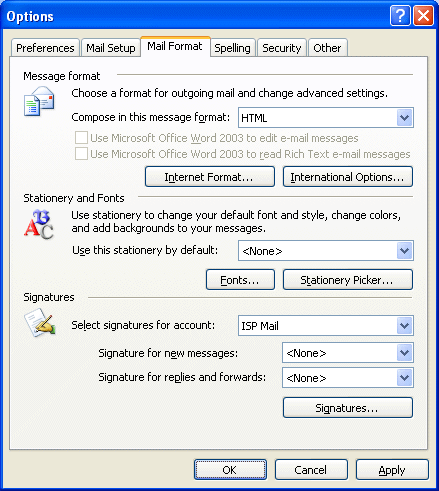 Options
Preferences Mail Setup Mail Format Spelling Security Other
Message format
Choose a format for outgoing mail and change advanced settings.
Compose in this message format: HTML
Use Microsoft Office Word 2003 to edit e-mail messages
Use Microsoft Office Word 2003 to read Rich Text e-mail messages
Internet Format... International Options...
Stationery and Fonts
Use stationery to change your default font and style, change colors,
and add backgrounds to your messages.
Use this stationery by default: <None>
Fonts... Stationery Picker...
Signatures
Select signatures for account: ISP Mail
Signature for new messages: <None>
Signature for replies and forwards: <None>
Signatures...
OK Cancel Apply